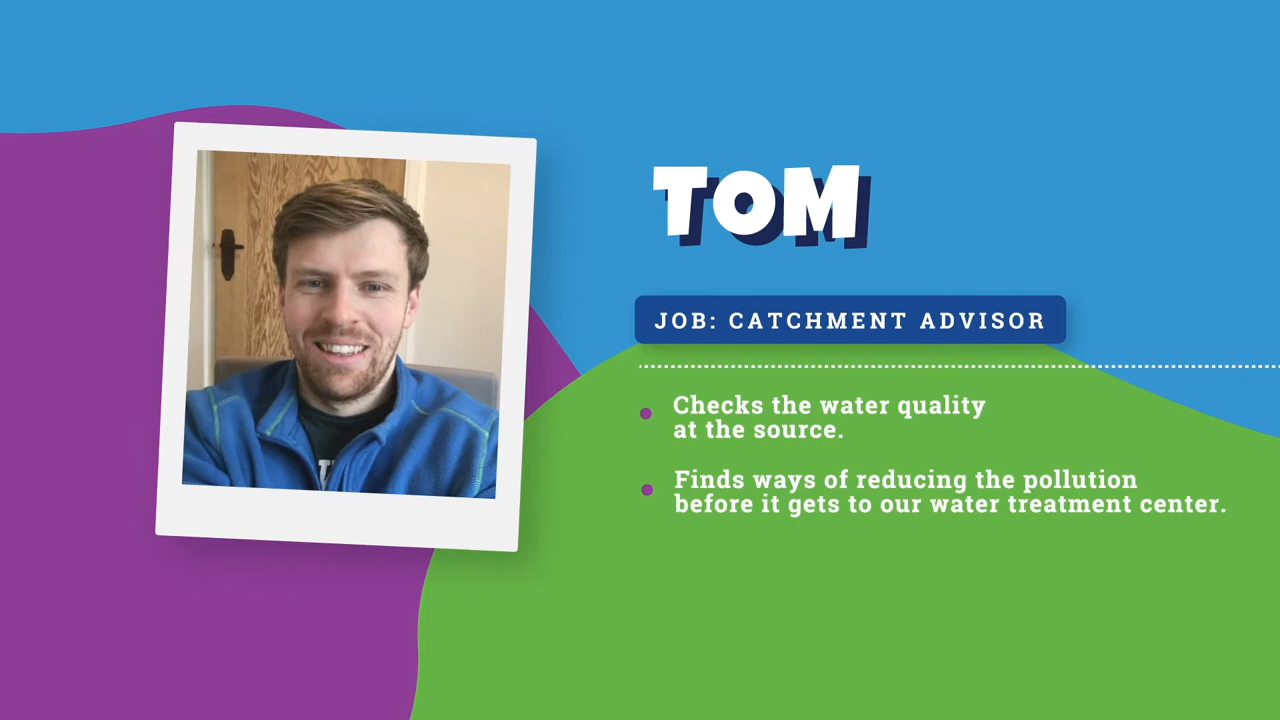 TOM
JOB: CATCHMENT ADVISOR
Checks the water quality
at the source.
Finds ways of reducing the pollution
before it gets to our water treatment center.